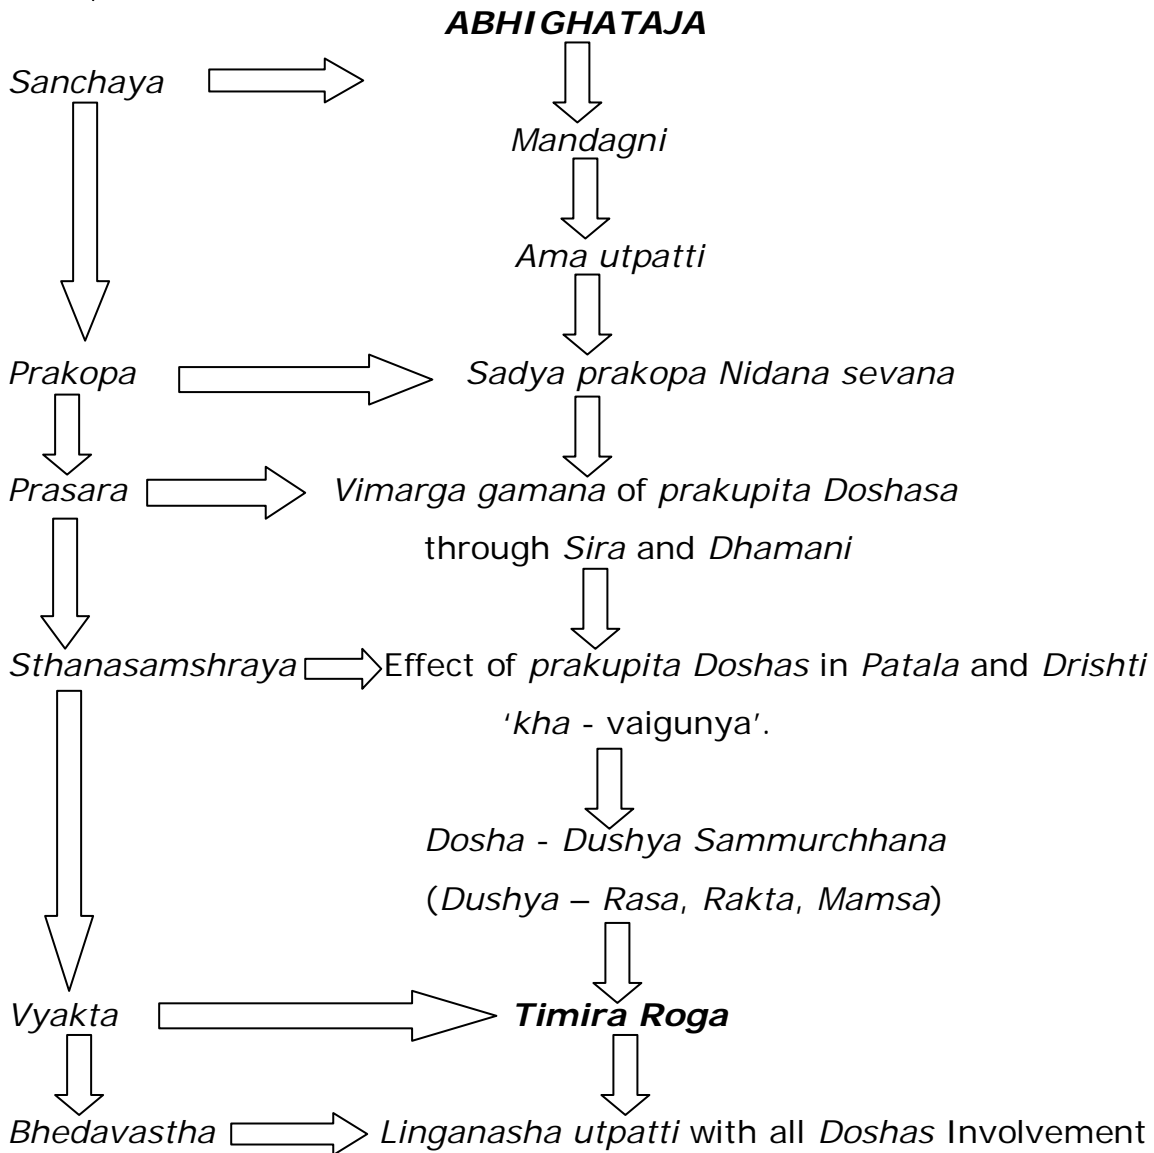 ABHIGHATAJA
Sanchaya
Mandagni
Ama utpatti
Prakopa
Sadya prakopa Nidana sevana
Prasara
Vimarga gamana of prakupita Doshasa
through Sira and Dhamani
Sthanasamshraya
Effect of prakupita Doshas in Patala and Drishti
‘kha - vaigunya’.
Dosha - Dushya Sammurchhana
(Dushya – Rasa, Rakta, Mamsa)
Vyakta
Timira Roga
Bhedavastha
Linganasha utpatti with all Doshas Involvement